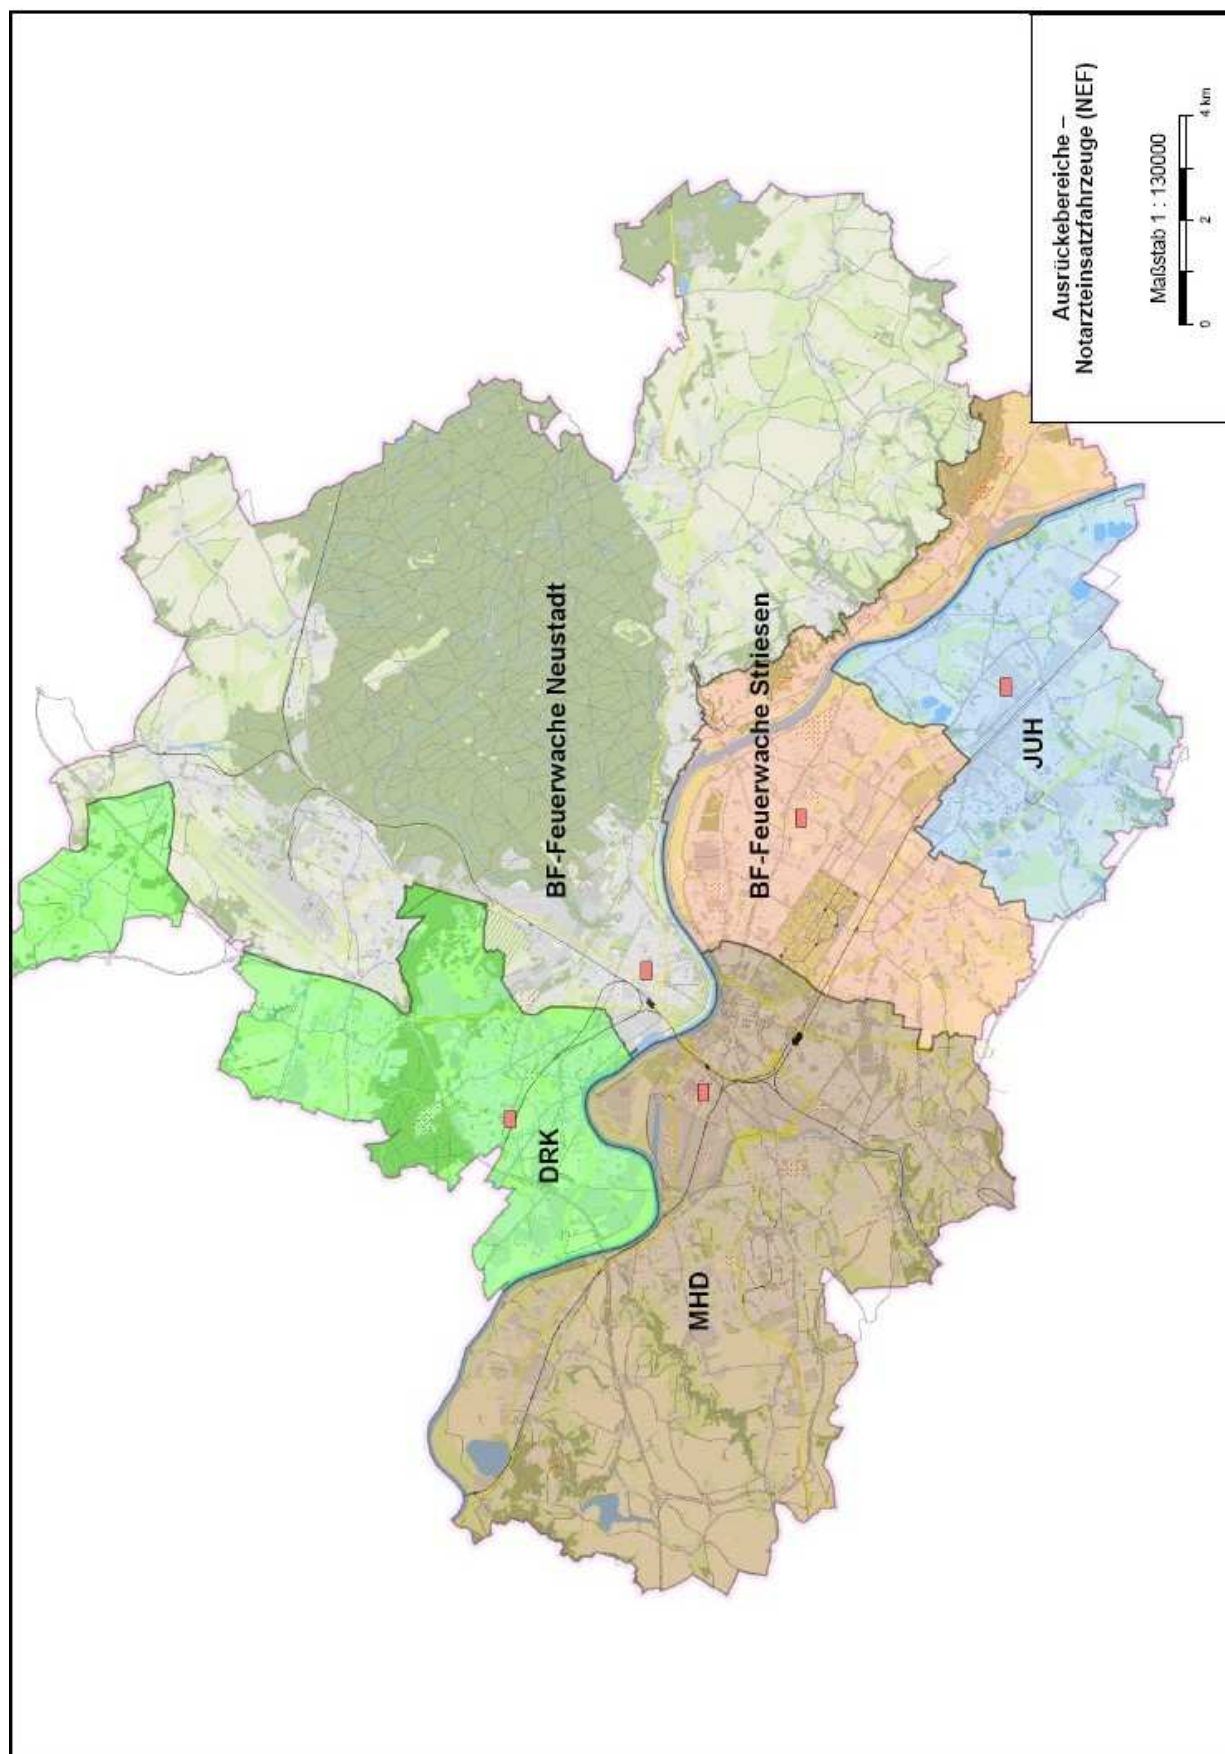 Ausrückebereiche –
Notarzteinsatzfahrzeuge (NEF)
Maßstab 1 : 130000
0 2 4 km
BF-Feuerwache Neustadt
BF-Feuerwache Striesen
DRK
MHD
JUH